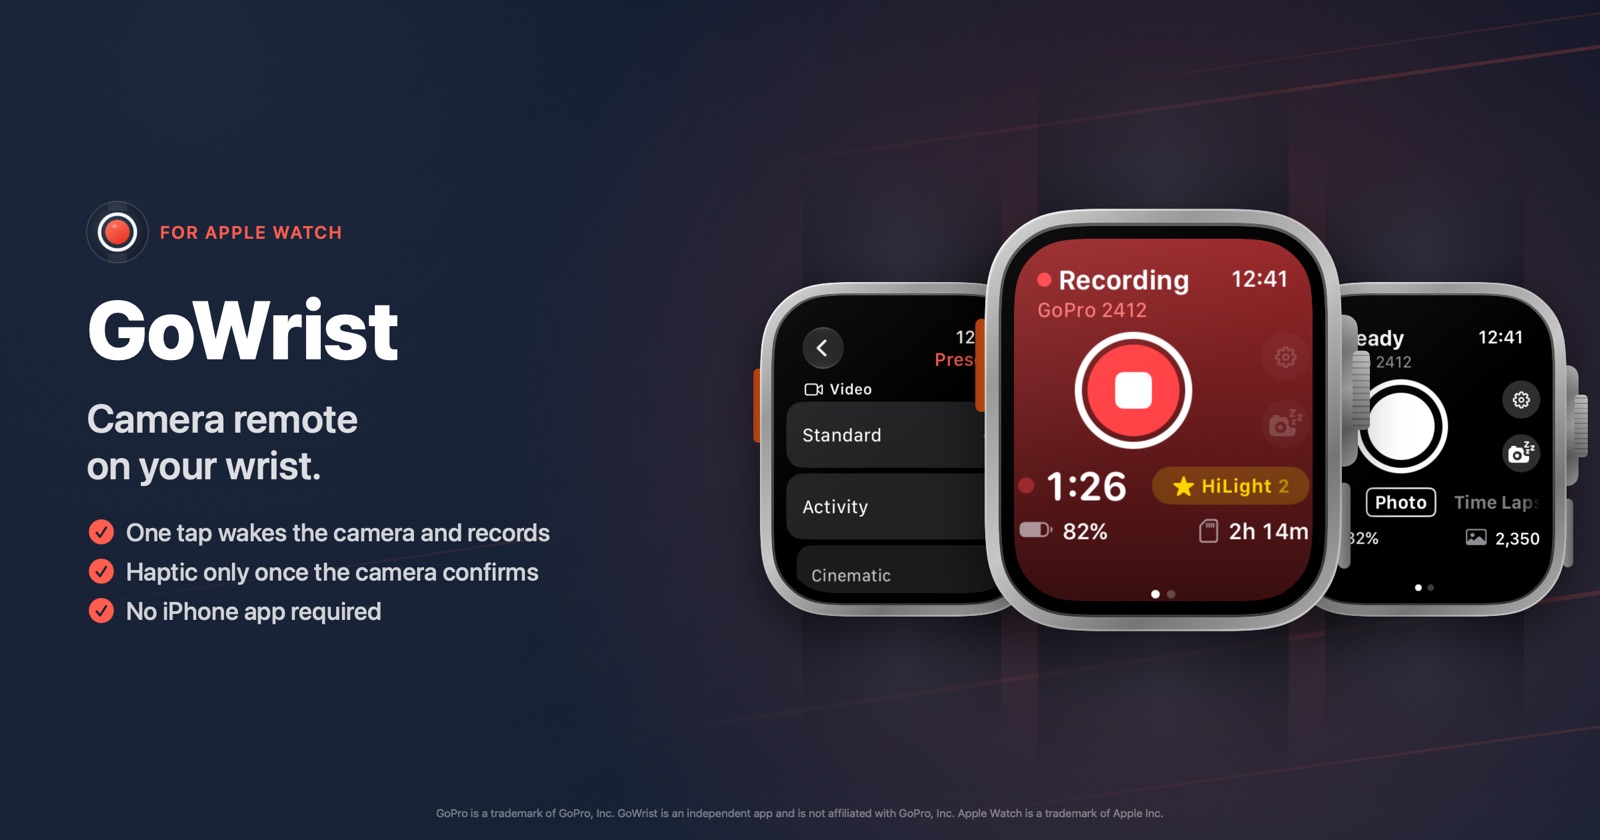 FOR APPLE WATCH
GoWrist
Camera remote
on your wrist.
One tap wakes the camera and records
Haptic only once the camera confirms
No iPhone app required
12
Pres
Video
Standard
Activity
Cinematic
Recording 12:41
GoPro 2412
1:26 HiLight 2
82% 2h 14m
eady 12:41
2412
zz
Photo Time Laps
32% 2,350
GoPro is a trademark of GoPro, Inc. GoWrist is an independent app and is not affiliated with GoPro, Inc. Apple Watch is a trademark of Apple Inc.